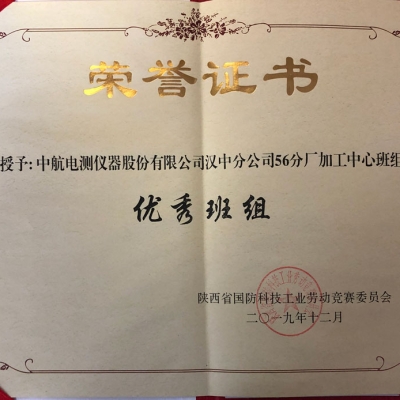 荣誉证书
授予:中航电测仪器股份有限公司汉中分公司56分厂加工中心班组
优秀班组
陕西省国防科技工业劳动竞赛委员会
二〇一九年十二月